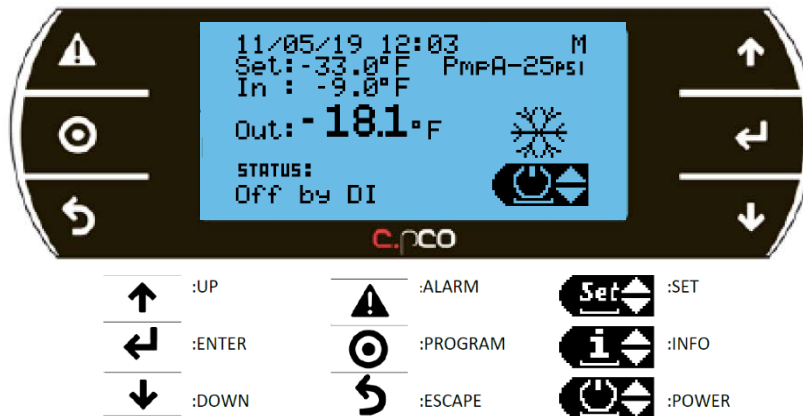 11/05/19 12:03 M
Set:-33.0°F PmpA-25PSI
In : -9.0°F
Out:-18.1°F
STATUS:
Off by DI
c.pco
:UP
:ALARM
Set
:SET
:ENTER
:PROGRAM
i
:INFO
:DOWN
:ESCAPE
:POWER